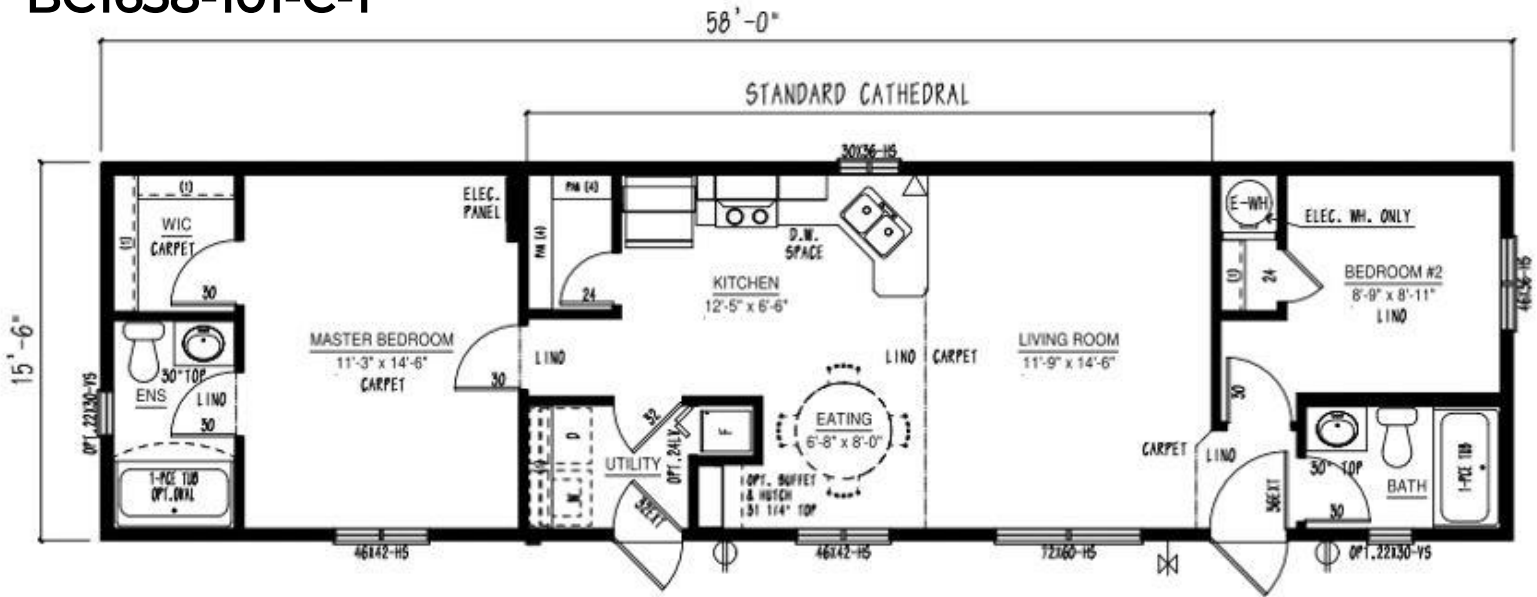 BC1658-101-C-1
58'-0"
STANDARD CATHEDRAL
15'-6"
30X36-HS
(1)
WIC
CARPET
(1)
30
ELEC.
PANEL
PAN (4)
PAN (4)
24
D.W.
SPACE
KITCHEN
12'-5" x 6'-6"
E-WH
ELEC. WH. ONLY
(1)
24
BEDROOM #2
8'-9" x 8'-11"
LINO
46X36-HS
MASTER BEDROOM
11'-3" x 14'-6"
CARPET
30
LINO
LINO
CARPET
LIVING ROOM
11'-9" x 14'-6"
30
30" TOP
ENS
LINO
30
OPT.22X30-VS
1-PCE TUB
OPT.OVAL
D
W
32
UTILITY
OPT.24LV
F
32EXT
EATING
6'-8" x 8'-0"
OPT. BUFFET
& HUTCH
31 1/4" TOP
CARPET
LINO
36EXT
30" TOP
BATH
30
1-PCE TUB
46X42-HS
46X42-HS
72X60-HS
OPT.22X30-VS